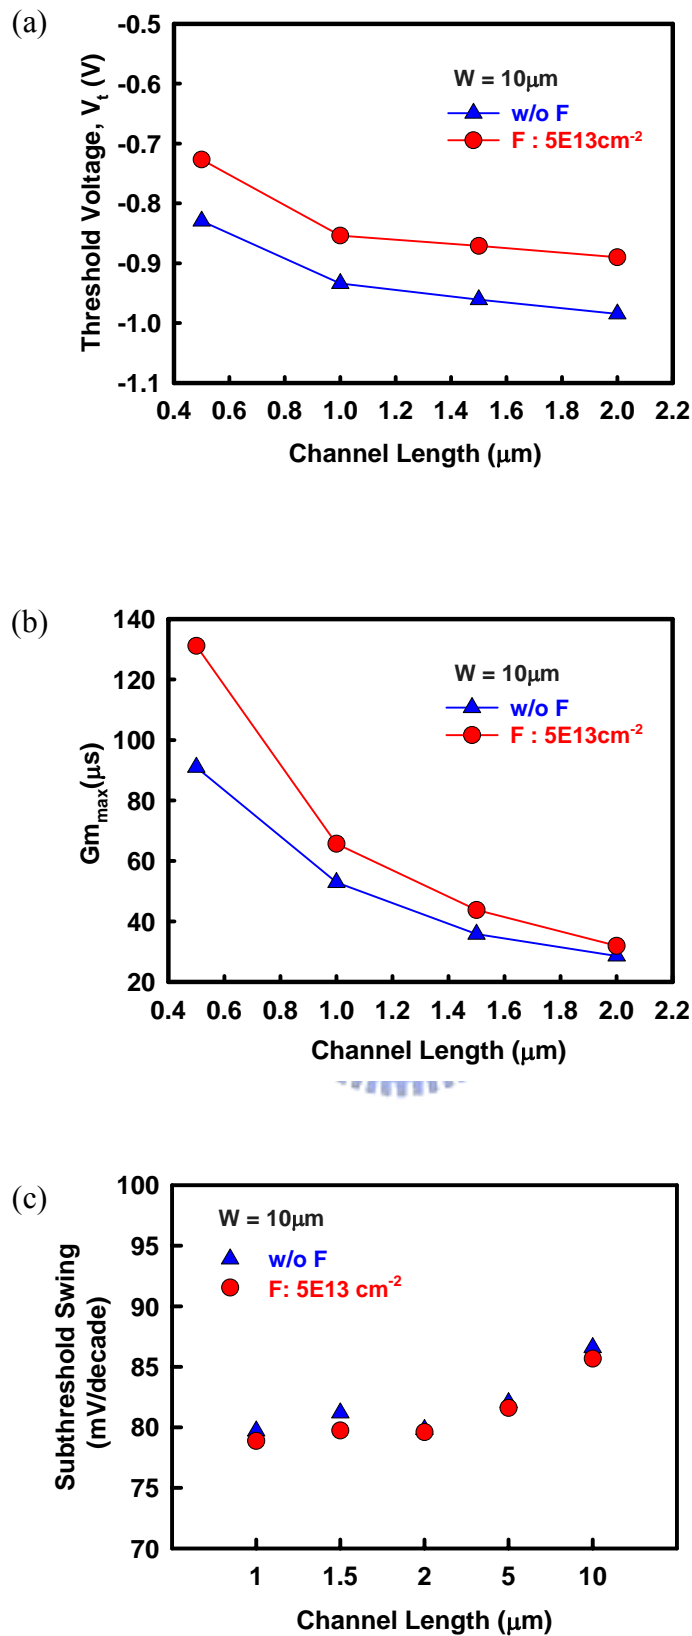 (a)
Threshold Voltage, Vt (V)
-0.5
-0.6
-0.7
-0.8
-0.9
-1.0
-1.1
W = 10μm
w/o F
F : 5E13cm-2
0.4 0.6 0.8 1.0 1.2 1.4 1.6 1.8 2.0 2.2
Channel Length (μm)
(b)
Gmmax(μs)
140
120
100
80
60
40
20
W = 10μm
w/o F
F : 5E13cm-2
0.4 0.6 0.8 1.0 1.2 1.4 1.6 1.8 2.0 2.2
Channel Length (μm)
(c)
Subthreshold Swing
(mV/decade)
100
95
90
85
80
75
70
W = 10μm
w/o F
F: 5E13 cm-2
1 1.5 2 5 10
Channel Length (μm)